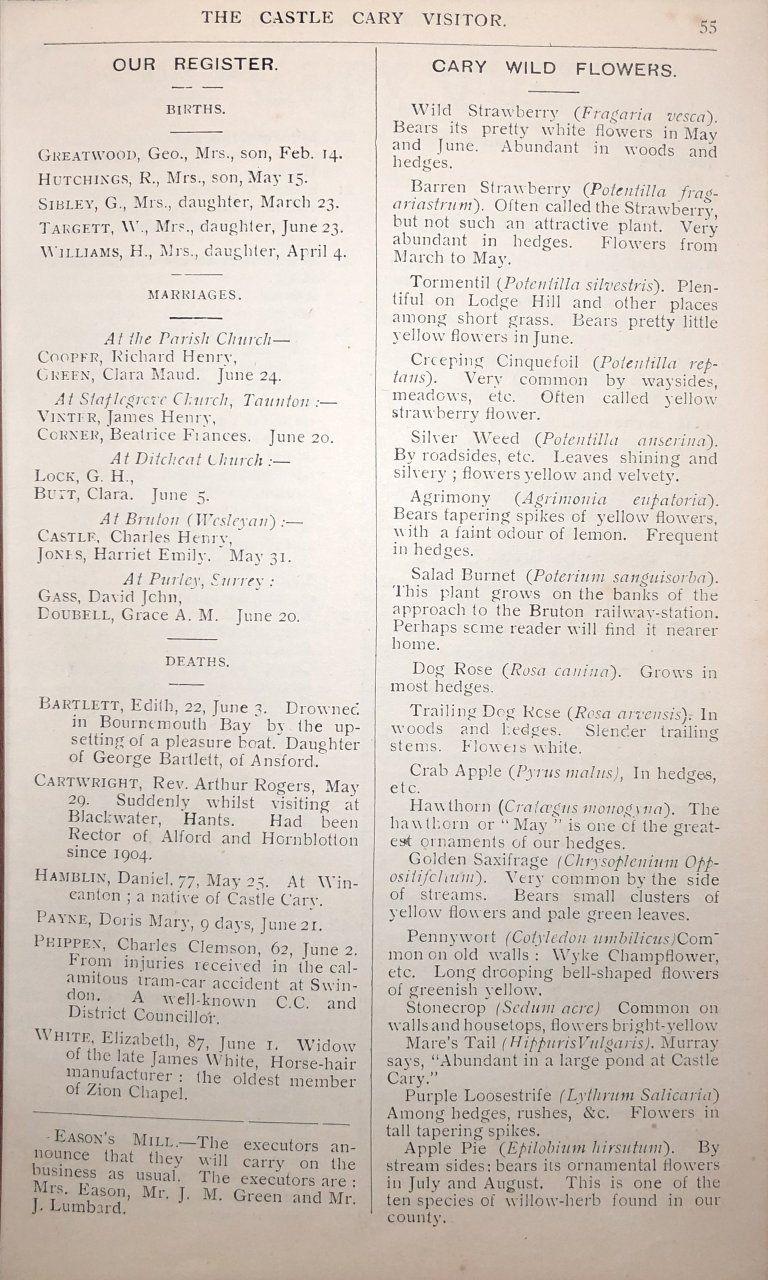 THE CASTLE CARY VISITOR.
55
OUR REGISTER.
BIRTHS.
GREATWOOD, Geo., Mrs., son, Feb. 14.
HUTCHINGS, R., Mrs., son, May 15.
SIBLEY, G., Mrs., daughter, March 23.
TARGETT, W., Mrs., daughter, June 23.
WILLIAMS, H., Mrs., daughter, April 4.
MARRIAGES.
At the Parish Church—
COOPER, Richard Henry,
GREEN, Clara Maud. June 24.
At Staplegrove Church, Taunton :—
VINTER, James Henry,
CORNER, Beatrice Frances. June 20.
At Ditcheat Church :—
LOCK, G. H.,
BUTT, Clara. June 5.
At Bruton (Wesleyan) :—
CASTLE, Charles Henry,
JONES, Harriet Emily. May 31.
At Purley, Surrey :
GASS, David John,
DOUBELL, Grace A. M. June 20.
DEATHS.
BARTLETT, Edith, 22, June 3. Drowned
in Bournemouth Bay by the up-
setting of a pleasure boat. Daughter
of George Bartlett, of Ansford.
CARTWRIGHT, Rev. Arthur Rogers, May
29. Suddenly whilst visiting at
Blackwater, Hants. Had been
Rector of Alford and Hornblotton
since 1904.
HAMBLIN, Daniel, 77, May 25. At Win-
canton ; a native of Castle Cary.
PAYNE, Doris Mary, 9 days, June 21.
PHIPPEN, Charles Clemson, 62, June 2.
From injuries received in the cal-
amitous tram-car accident at Swin-
don. A well-known C.C. and
District Councillor.
WHITE, Elizabeth, 87, June 1. Widow
of the late James White, Horse-hair
manufacturer : the oldest member
of Zion Chapel.
EASON'S MILL.—The executors an-
nounce that they will carry on the
business as usual. The executors are :
Mrs. Eason, Mr. J. M. Green and Mr.
J. Lumbard.
CARY WILD FLOWERS.
Wild Strawberry (Fragaria vesca).
Bears its pretty white flowers in May
and June. Abundant in woods and
hedges.
Barren Strawberry (Potentilla frag-
ariastrum). Often called the Strawberry,
but not such an attractive plant. Very
abundant in hedges. Flowers from
March to May.
Tormentil (Potentilla silvestris). Plen-
tiful on Lodge Hill and other places
among short grass. Bears pretty little
yellow flowers in June.
Creeping Cinquefoil (Potentilla rep-
tans). Very common by waysides,
meadows, etc. Often called yellow
strawberry flower.
Silver Weed (Potentilla anserina).
By roadsides, etc. Leaves shining and
silvery ; flowers yellow and velvety.
Agrimony (Agrimonia eupatoria).
Bears tapering spikes of yellow flowers,
with a faint odour of lemon. Frequent
in hedges.
Salad Burnet (Poterium sanguisorba).
This plant grows on the banks of the
approach to the Bruton railway-station.
Perhaps some reader will find it nearer
home.
Dog Rose (Rosa canina). Grows in
most hedges.
Trailing Dog Rose (Rosa arvensis). In
woods and hedges. Slender trailing
stems. Flowers white.
Crab Apple (Pyrus malus), In hedges,
etc.
Hawthorn (Cratægus monogyna). The
hawthorn or " May " is one of the great-
est ornaments of our hedges.
Golden Saxifrage (Chrysoplenium Opp-
ositifolium). Very common by the side
of streams. Bears small clusters of
yellow flowers and pale green leaves.
Pennywort (Cotyledon umbilicus) Com-
mon on old walls : Wyke Champflower,
etc. Long drooping bell-shaped flowers
of greenish yellow.
Stonecrop (Sedum acre) Common on
walls and housetops, flowers bright-yellow
Mare's Tail (Hippuris Vulgaris). Murray
says, "Abundant in a large pond at Castle
Cary."
Purple Loosestrife (Lythrum Salicaria)
Among hedges, rushes, &c. Flowers in
tall tapering spikes.
Apple Pie (Epilobium hirsutum). By
stream sides; bears its ornamental flowers
in July and August. This is one of the
ten species of willow-herb found in our
county.